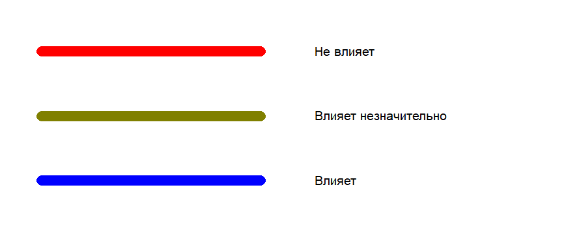 Не влияет
Влияет незначительно
Влияет